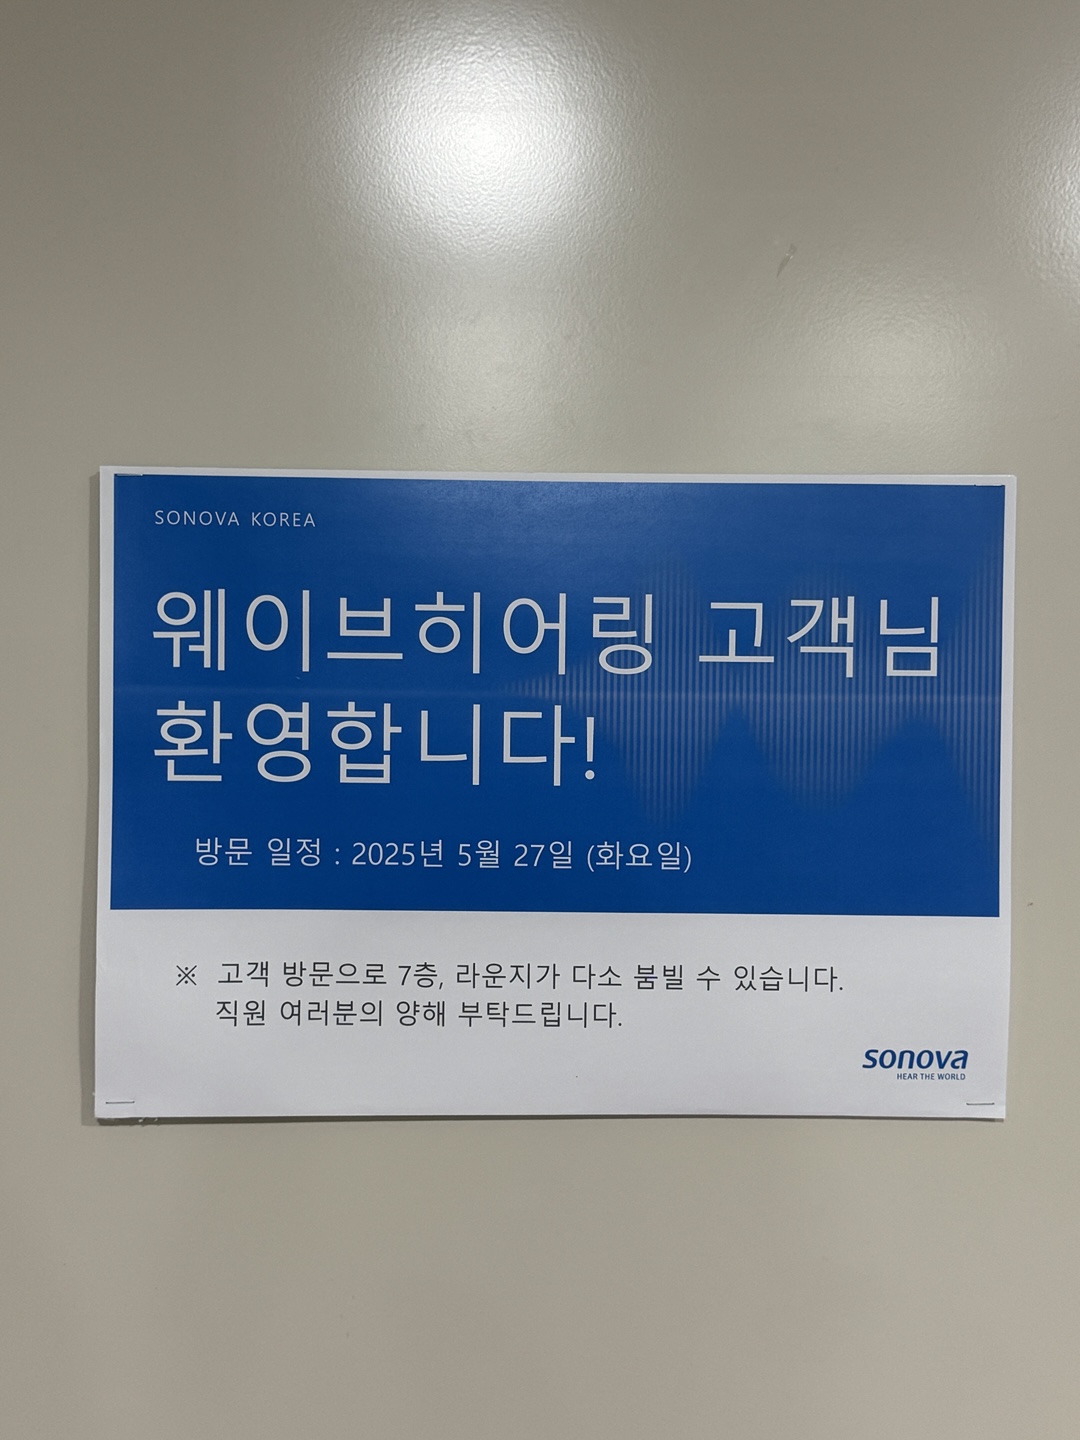 SONOVA KOREA
웨이브히어링 고객님
환영합니다!
방문 일정 : 2025년 5월 27일 (화요일)
※ 고객 방문으로 7층, 라운지가 다소 붐빌 수 있습니다.
직원 여러분의 양해 부탁드립니다.
sonova
HEAR THE WORLD